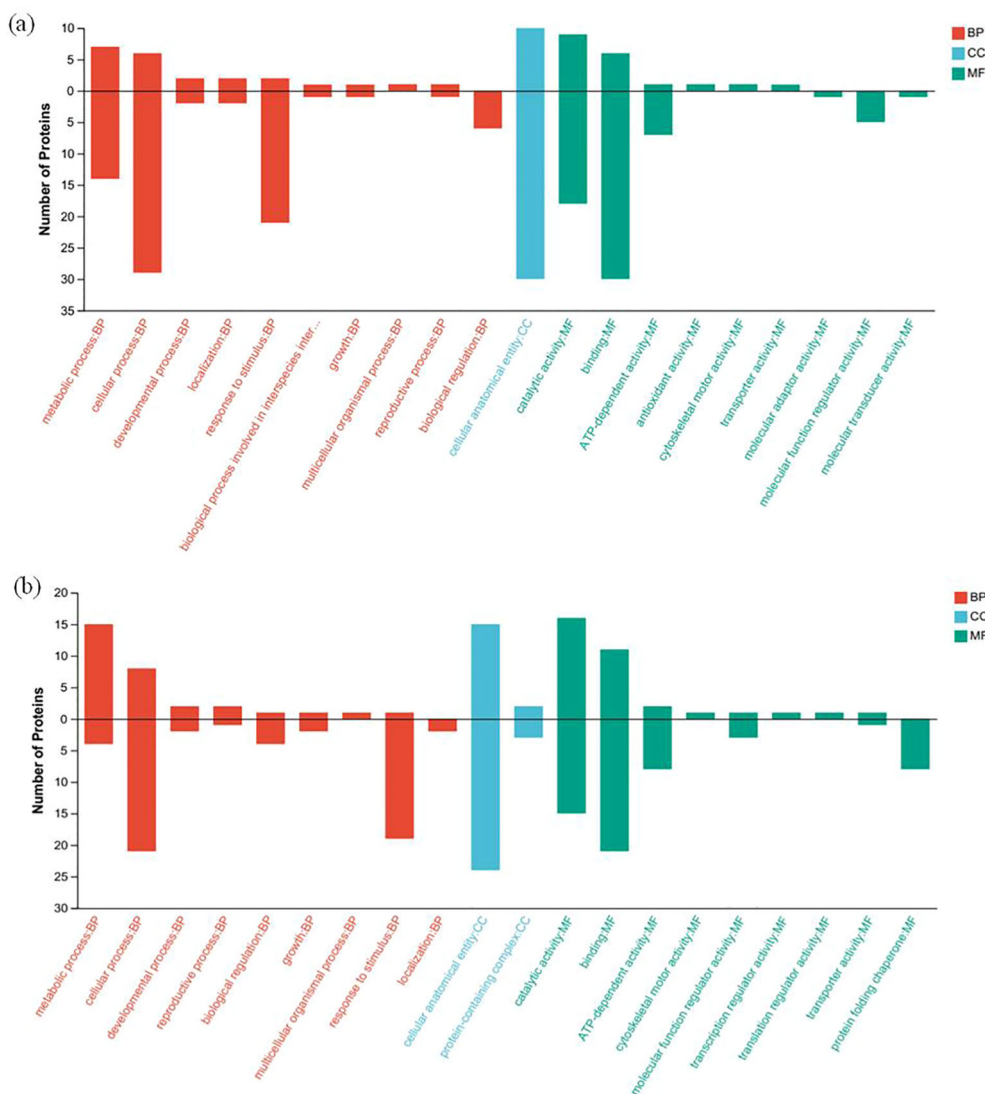 (a)
BP
CC
MF
Number of Proteins
10
5
0
5
10
15
20
25
30
35
metabolic process:BP
cellular process:BP
developmental process:BP
localization:BP
response to stimulus:BP
biological process involved in interspecies inter...
growth:BP
multicellular organismal process:BP
reproductive process:BP
biological regulation:BP
cellular anatomical entity:CC
catalytic activity:MF
binding:MF
ATP-dependent activity:MF
antioxidant activity:MF
cytoskeletal motor activity:MF
transporter activity:MF
molecular adaptor activity:MF
molecular function regulator activity:MF
molecular transducer activity:MF
(b)
BP
CC
MF
Number of Proteins
20
15
10
5
0
5
10
15
20
25
30
metabolic process:BP
cellular process:BP
developmental process:BP
reproductive process:BP
biological regulation:BP
growth:BP
multicellular organismal process:BP
response to stimulus:BP
localization:BP
cellular anatomical entity:CC
protein-containing complex:CC
catalytic activity:MF
binding:MF
ATP-dependent activity:MF
cytoskeletal motor activity:MF
molecular function regulator activity:MF
transcription regulator activity:MF
translation regulator activity:MF
transporter activity:MF
protein folding chaperone:MF